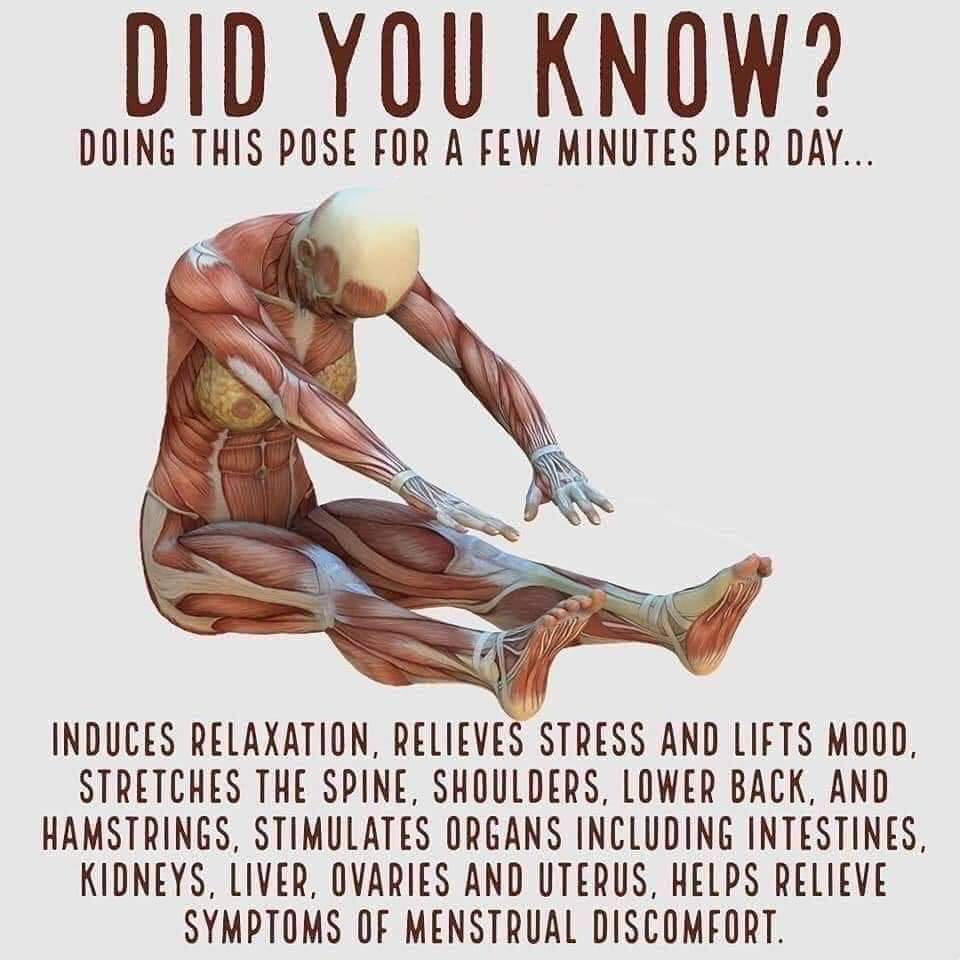 DID YOU KNOW?
DOING THIS POSE FOR A FEW MINUTES PER DAY...
INDUCES RELAXATION, RELIEVES STRESS AND LIFTS MOOD,
STRETCHES THE SPINE, SHOULDERS, LOWER BACK, AND
HAMSTRINGS, STIMULATES ORGANS INCLUDING INTESTINES,
KIDNEYS, LIVER, OVARIES AND UTERUS, HELPS RELIEVE
SYMPTOMS OF MENSTRUAL DISCOMFORT.